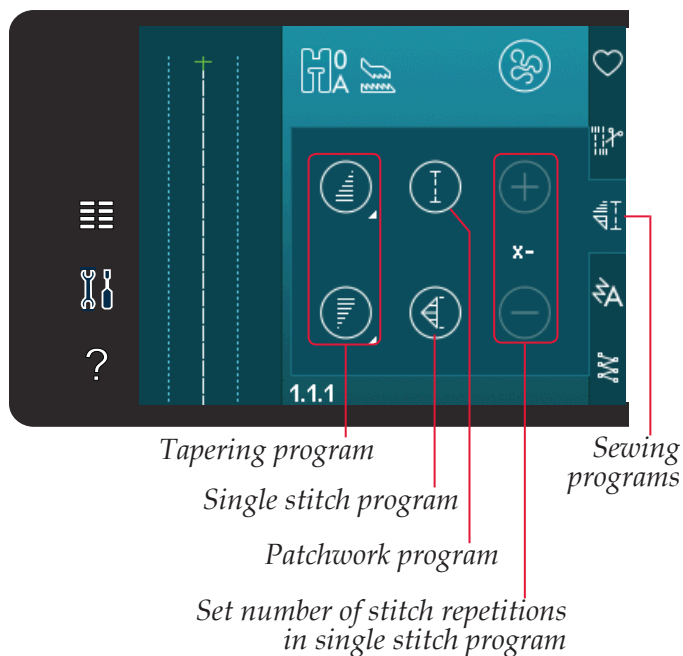 0
A
x-
A
?
1.1.1
Tapering program
Sewing
programs
Single stitch program
Patchwork program
Set number of stitch repetitions
in single stitch program